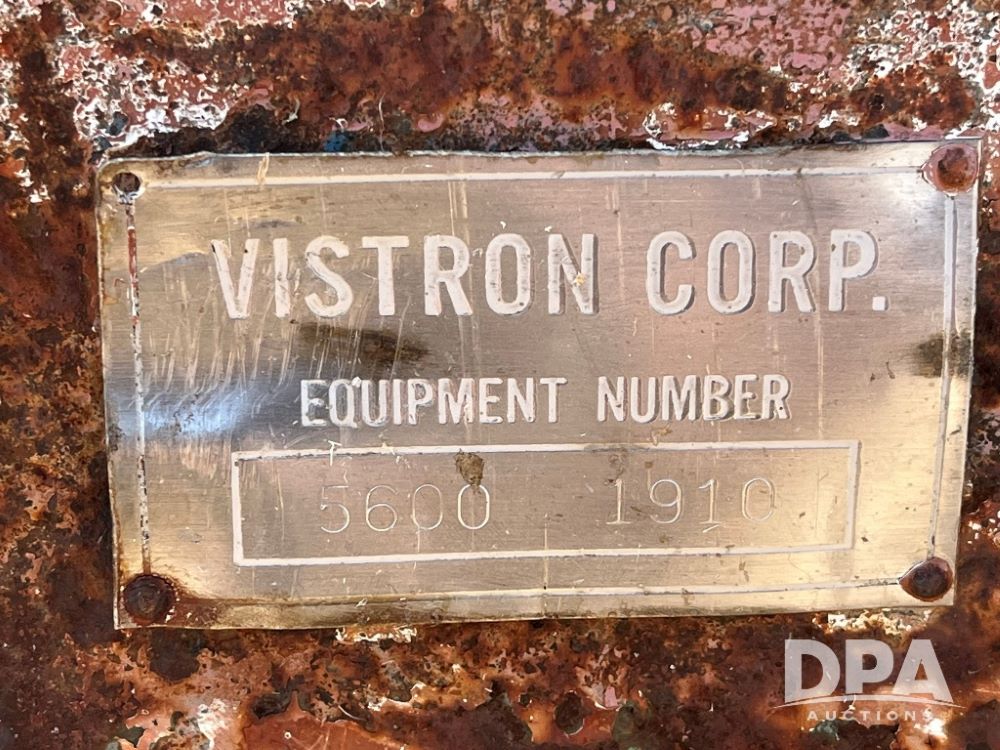 VISTRON CORP.
EQUIPMENT NUMBER
5600 1910
DPA
AUCTIONS